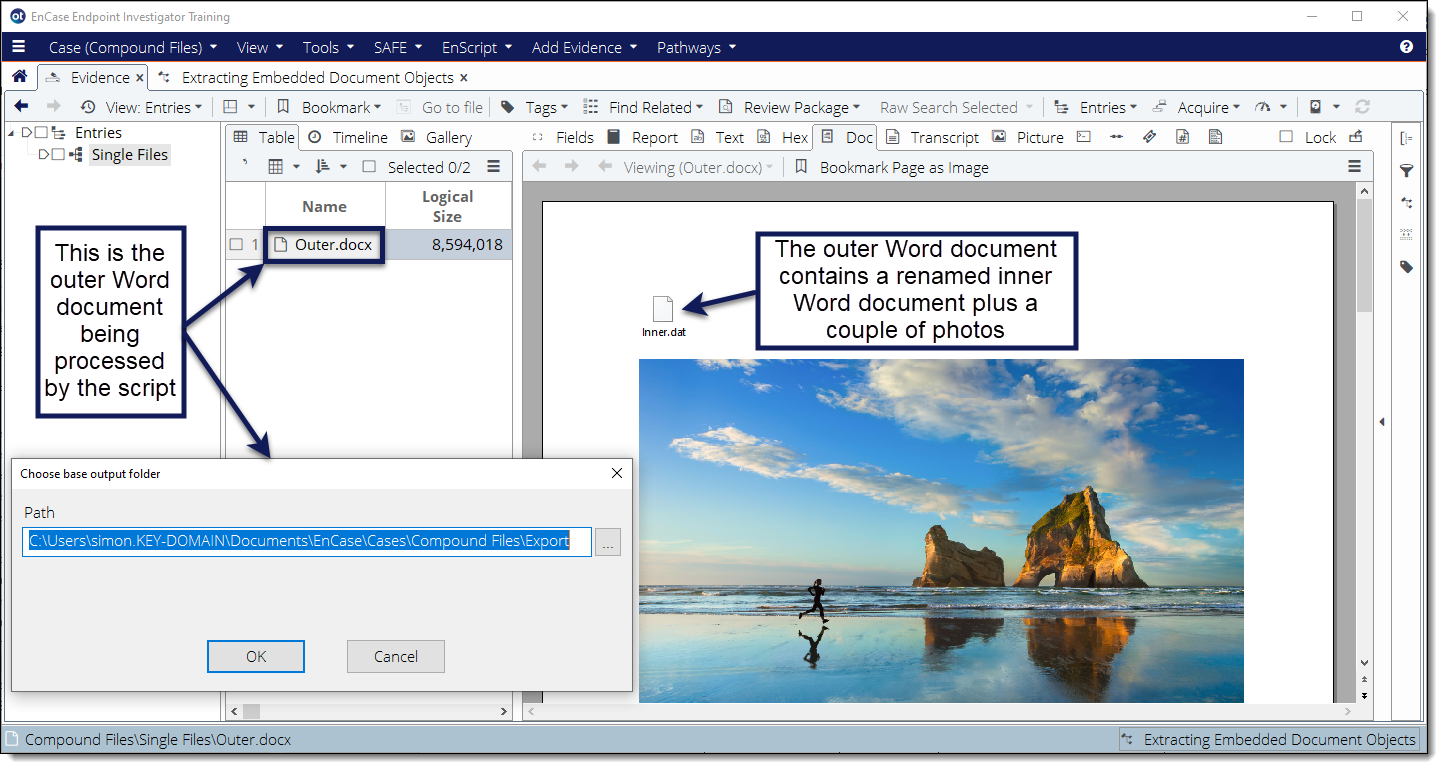 ot EnCase Endpoint Investigator Training
Case (Compound Files) View Tools SAFE EnScript Add Evidence Pathways ?
Evidence × Extracting Embedded Document Objects ×
View: Entries Bookmark Go to file Tags Find Related Review Package Raw Search Selected Entries Acquire
Entries
Single Files
Table Timeline Gallery
Selected 0/2
Name Logical
Size
1 Outer.docx 8,594,018
Fields Report Text Hex Doc Transcript Picture Lock
Viewing (Outer.docx) Bookmark Page as Image
This is the
outer Word
document
being
processed
by the script
The outer Word document
contains a renamed inner
Word document plus a
couple of photos
Inner.dat
Choose base output folder
Path
C:\Users\simon.KEY-DOMAIN\Documents\EnCase\Cases\Compound Files\Export
...
OK Cancel
Compound Files\Single Files\Outer.docx Extracting Embedded Document Objects